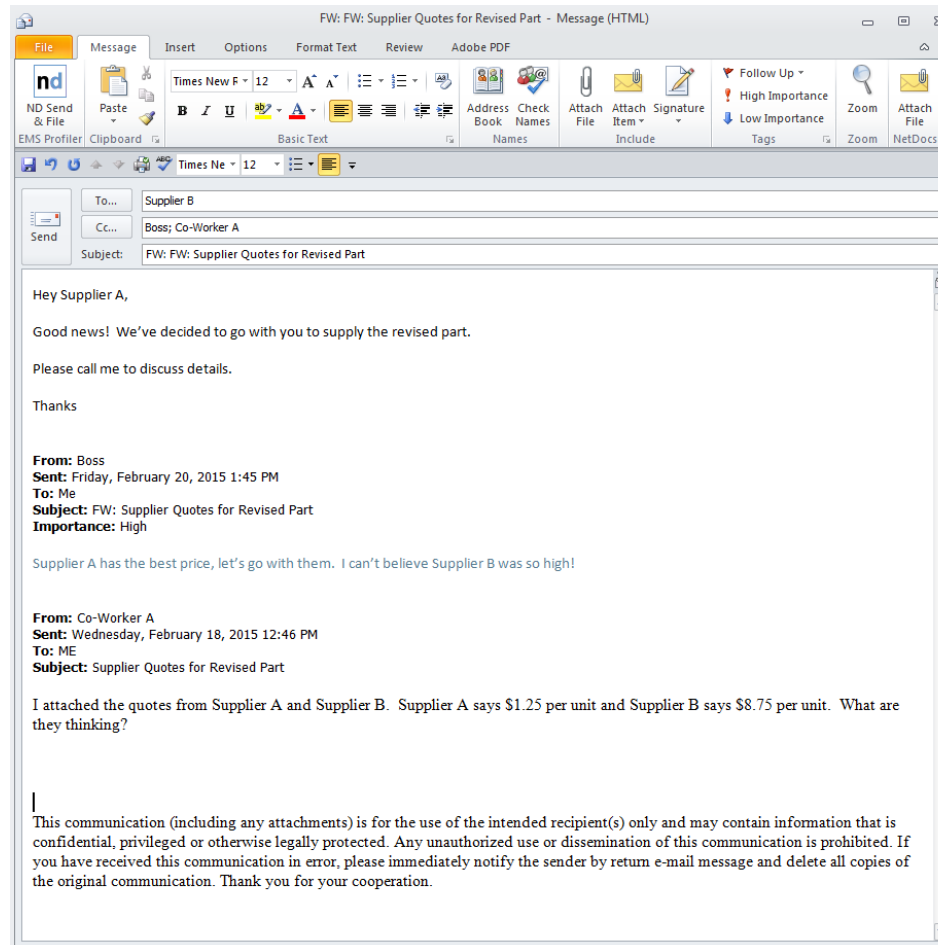 FW: FW: Supplier Quotes for Revised Part - Message (HTML)
File Message Insert Options Format Text Review Adobe PDF
nd
ND Send & File
Paste
Times New F 12 A A
B I U ab A
Address Book
Check Names
Attach File
Attach Item
Signature
Follow Up
High Importance
Low Importance
Zoom
Attach File
EMS Profiler Clipboard Basic Text Names Include Tags Zoom NetDocs
ABC Times Ne 12
Send
To... Supplier B
Cc... Boss; Co-Worker A
Subject: FW: FW: Supplier Quotes for Revised Part
Hey Supplier A,
Good news!  We've decided to go with you to supply the revised part.
Please call me to discuss details.
Thanks
From: Boss
Sent: Friday, February 20, 2015 1:45 PM
To: Me
Subject: FW: Supplier Quotes for Revised Part
Importance: High
Supplier A has the best price, let's go with them.  I can't believe Supplier B was so high!
From: Co-Worker A
Sent: Wednesday, February 18, 2015 12:46 PM
To: ME
Subject: Supplier Quotes for Revised Part
I attached the quotes from Supplier A and Supplier B.  Supplier A says $1.25 per unit and Supplier B says $8.75 per unit.  What are
they thinking?
This communication (including any attachments) is for the use of the intended recipient(s) only and may contain information that is
confidential, privileged or otherwise legally protected. Any unauthorized use or dissemination of this communication is prohibited. If
you have received this communication in error, please immediately notify the sender by return e-mail message and delete all copies of
the original communication. Thank you for your cooperation.